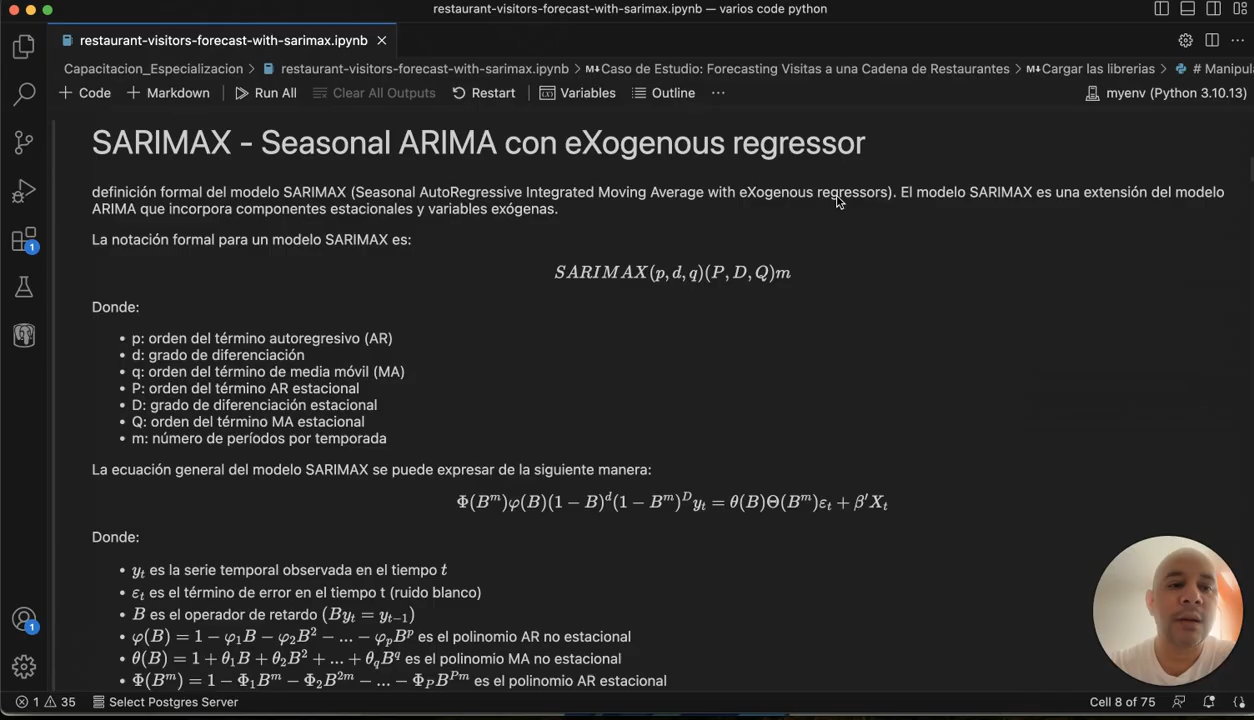 restaurant-visitors-forecast-with-sarimax.ipynb — varios code python
restaurant-visitors-forecast-with-sarimax.ipynb
Capacitacion_Especializacion > restaurant-visitors-forecast-with-sarimax.ipynb > M↓Caso de Estudio: Forecasting Visitas a una Cadena de Restaurantes > M↓Cargar las librerias > # Manipula
+ Code + Markdown Run All Clear All Outputs Restart Variables Outline ··· myenv (Python 3.10.13)
SARIMAX - Seasonal ARIMA con eXogenous regressor
definición formal del modelo SARIMAX (Seasonal AutoRegressive Integrated Moving Average with eXogenous regressors). El modelo SARIMAX es una extensión del modelo
ARIMA que incorpora componentes estacionales y variables exógenas.
La notación formal para un modelo SARIMAX es:
SARIMAX(p, d, q)(P, D, Q)m
Donde:
• p: orden del término autoregresivo (AR)
• d: grado de diferenciación
• q: orden del término de media móvil (MA)
• P: orden del término AR estacional
• D: grado de diferenciación estacional
• Q: orden del término MA estacional
• m: número de períodos por temporada
La ecuación general del modelo SARIMAX se puede expresar de la siguiente manera:
Φ(B^m)φ(B)(1 − B)^d(1 − B^m)^D y_t = θ(B)Θ(B^m)ε_t + β′X_t
Donde:
• y_t es la serie temporal observada en el tiempo t
• ε_t es el término de error en el tiempo t (ruido blanco)
• B es el operador de retardo (By_t = y_{t−1})
• φ(B) = 1 − φ_1B − φ_2B^2 − ... − φ_pB^p es el polinomio AR no estacional
• θ(B) = 1 + θ_1B + θ_2B^2 + ... + θ_qB^q es el polinomio MA no estacional
• Φ(B^m) = 1 − Φ_1B^m − Φ_2B^{2m} − ... − Φ_PB^{Pm} es el polinomio AR estacional
1
1
1 35 Select Postgres Server Cell 8 of 75